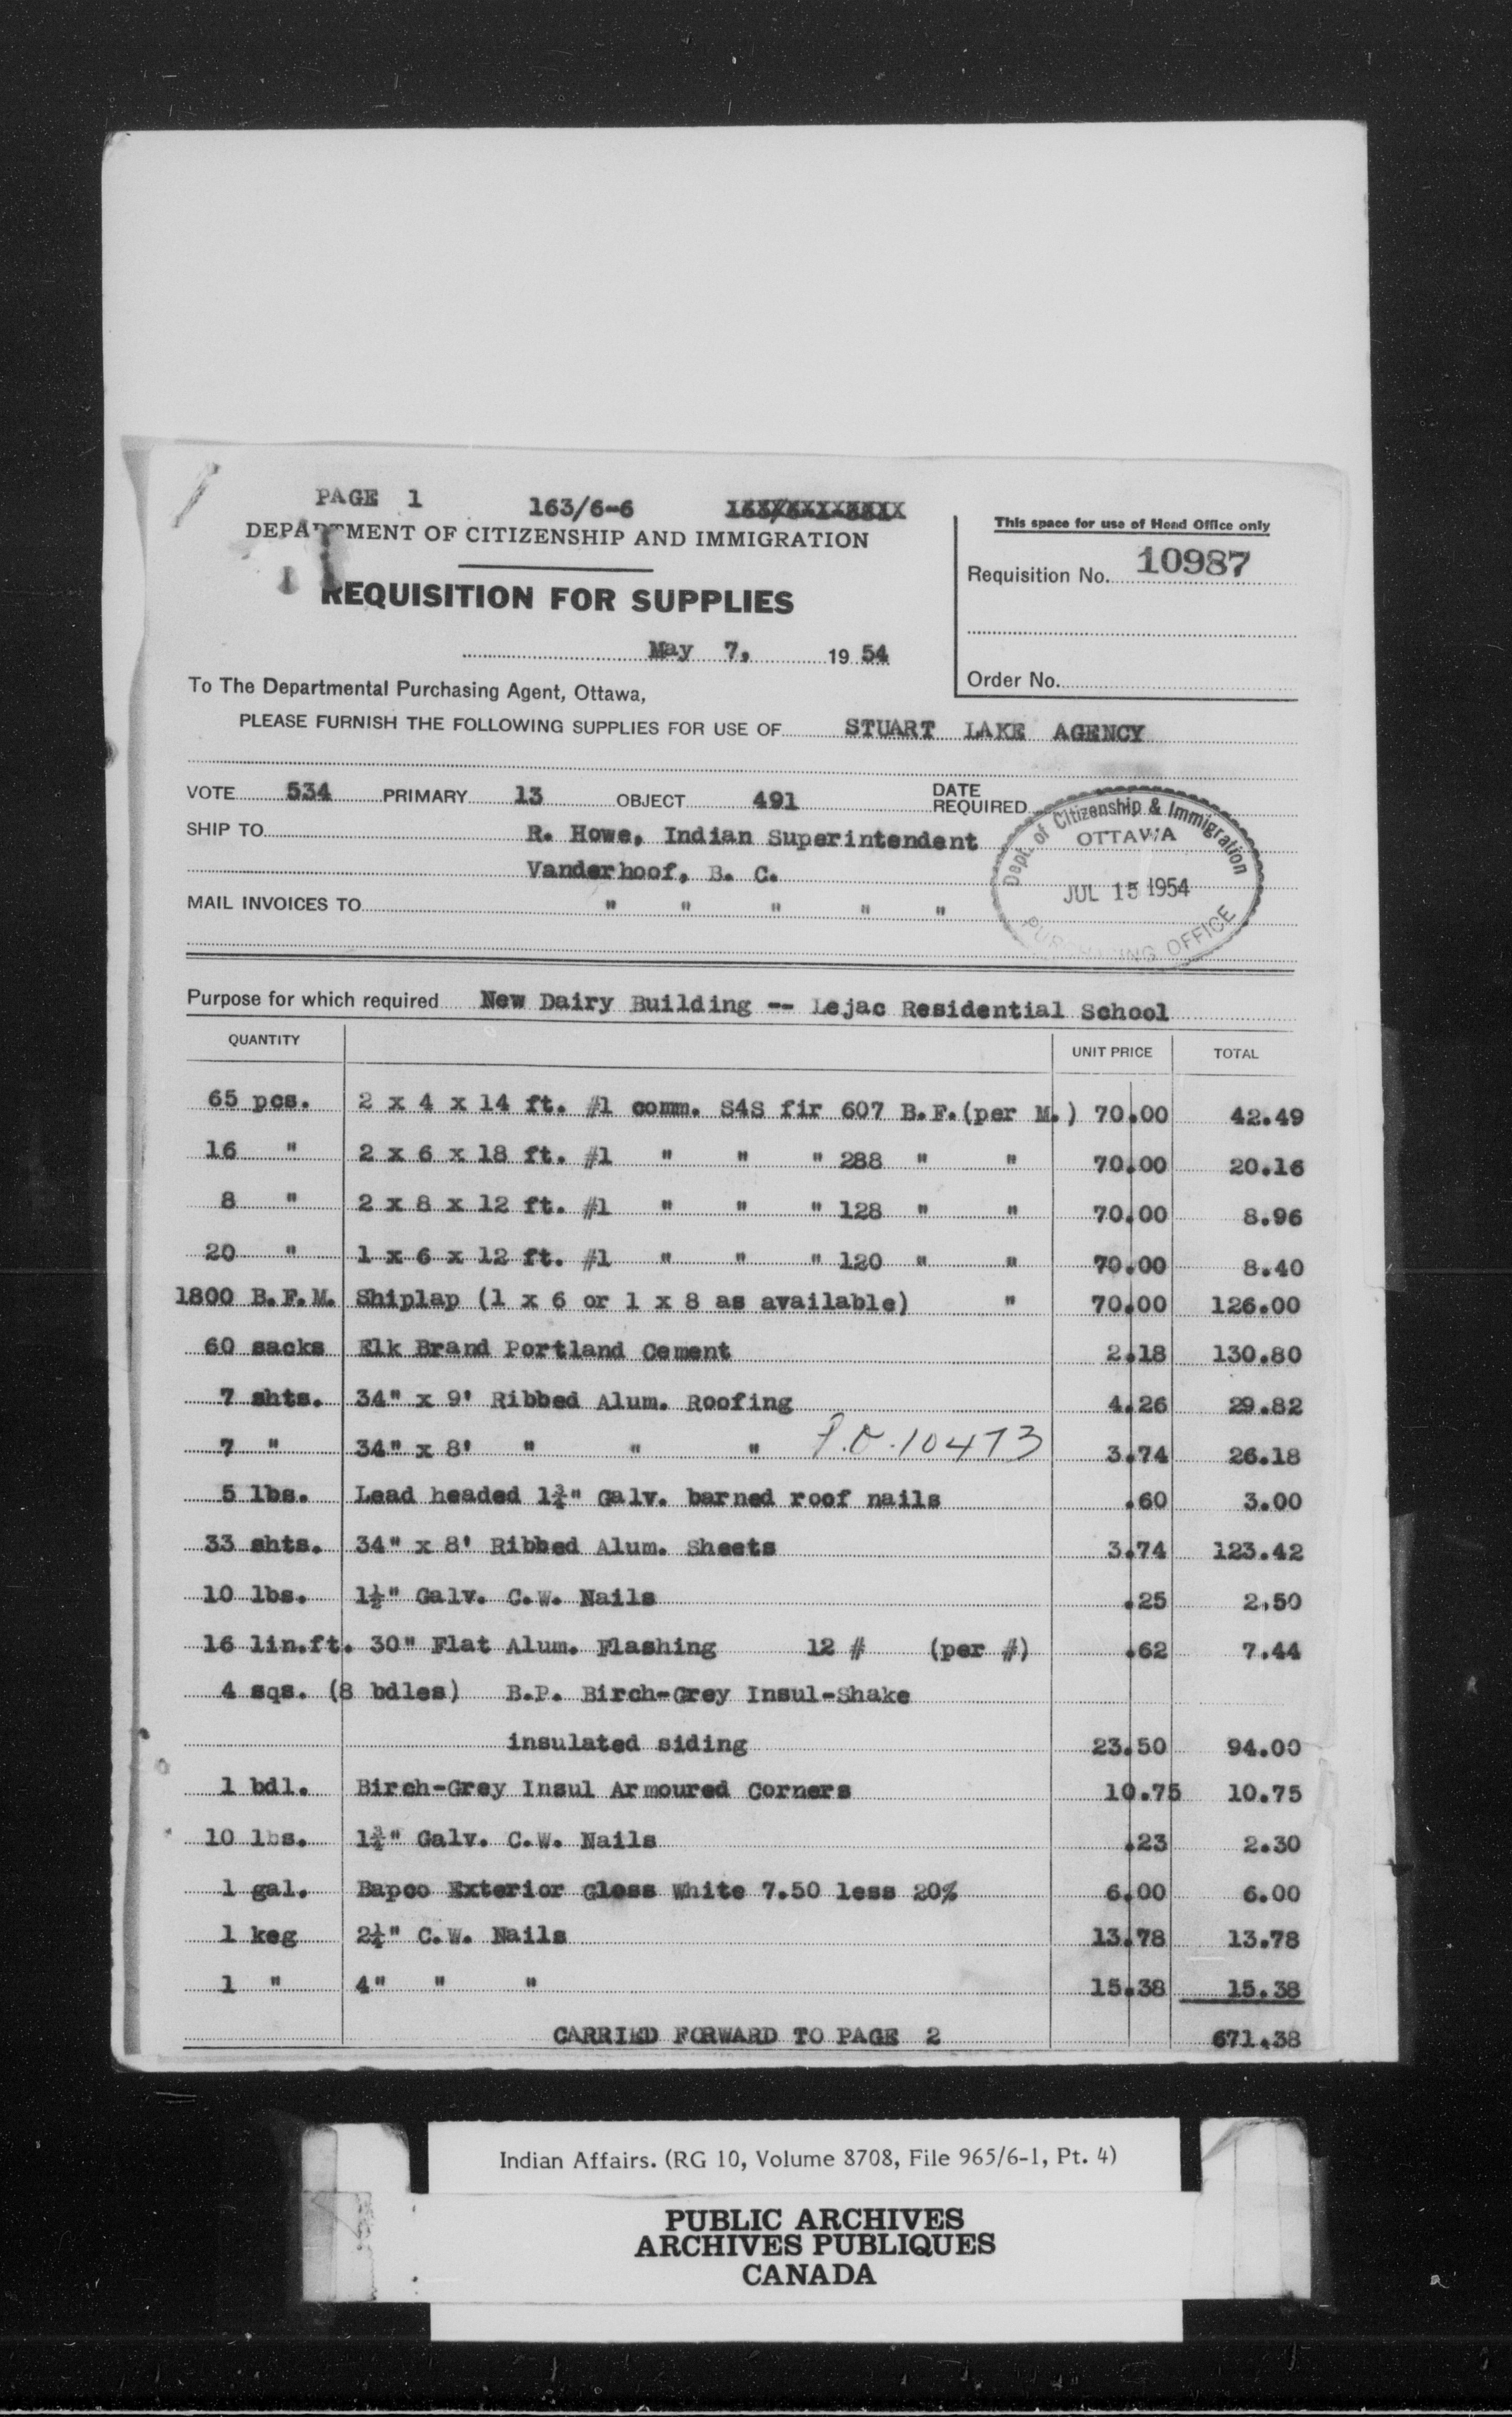 PAGE 1 163/6-6
DEPARTMENT OF CITIZENSHIP AND IMMIGRATION
REQUISITION FOR SUPPLIES
May 7, 19 54
This space for use of Head Office only
Requisition No. 10987
Order No.
To The Departmental Purchasing Agent, Ottawa,
PLEASE FURNISH THE FOLLOWING SUPPLIES FOR USE OF STUART LAKE AGENCY
VOTE 534 PRIMARY 13 OBJECT 491 DATE REQUIRED
SHIP TO R. Howe, Indian Superintendent
Vanderhoof, B. C.
MAIL INVOICES TO " " " " "
Dept. of Citizenship & Immigration
OTTAWA
JUL 15 1954
PURCHASING OFFICE
Purpose for which required New Dairy Building -- Lejac Residential School
QUANTITY UNIT PRICE TOTAL
65 pcs. 2 x 4 x 14 ft. #1 comm. S4S fir 607 B.F.(per M.) 70.00 42.49
16 " 2 x 6 x 18 ft. #1 " " " 288 " " 70.00 20.16
8 " 2 x 8 x 12 ft. #1 " " " 128 " " 70.00 8.96
20 " 1 x 6 x 12 ft. #1 " " " 120 " " 70.00 8.40
1800 B.F.M. Shiplap (1 x 6 or 1 x 8 as available) " 70.00 126.00
60 sacks Elk Brand Portland Cement 2.18 130.80
7 shts. 34" x 9' Ribbed Alum. Roofing 4.26 29.82
7 " 34" x 8' " " " P.O. 10473 3.74 26.18
5 lbs. Lead headed 1¾" Galv. barned roof nails .60 3.00
33 shts. 34" x 8' Ribbed Alum. Sheets 3.74 123.42
10 lbs. 1½" Galv. C.W. Nails .25 2.50
16 lin.ft. 30" Flat Alum. Flashing 12 # (per #) .62 7.44
4 sqs. (8 bdles) B.P. Birch-Grey Insul-Shake
insulated siding 23.50 94.00
1 bdl. Birch-Grey Insul Armoured Corners 10.75 10.75
10 lbs. 1¾" Galv. C.W. Nails .23 2.30
1 gal. Bapco Exterior Gloss White 7.50 less 20% 6.00 6.00
1 keg 2¼" C.W. Nails 13.78 13.78
1 " 4" " " 15.38 15.38
CARRIED FORWARD TO PAGE 2 671.38
Indian Affairs. (RG 10, Volume 8708, File 965/6-1, Pt. 4)
PUBLIC ARCHIVES
ARCHIVES PUBLIQUES
CANADA